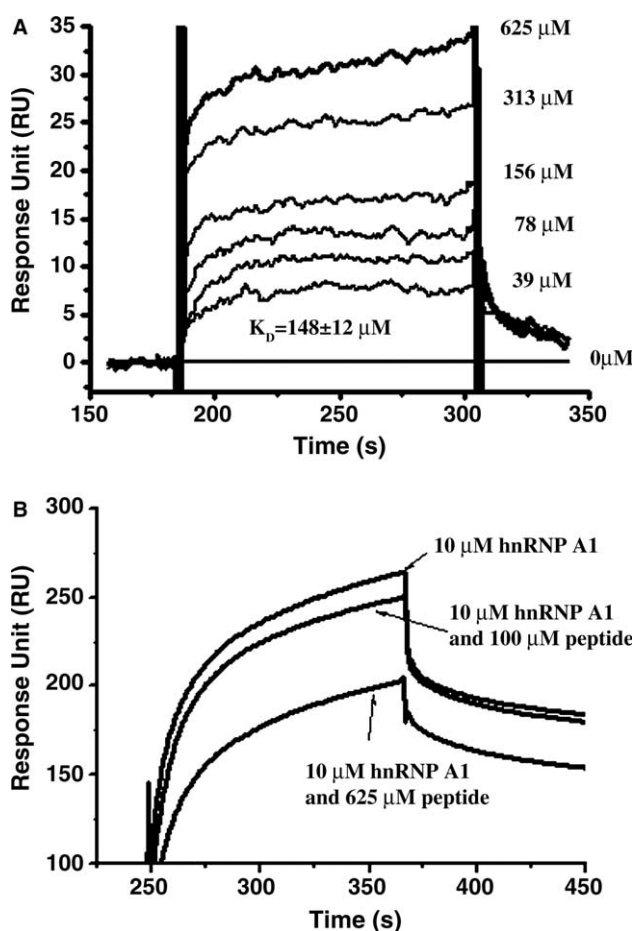 A
Response Unit (RU)
35
30
25
20
15
10
5
0
150
200
250
300
350
Time (s)
625 μM
313 μM
156 μM
78 μM
39 μM
0μM
K_D=148±12 μM
B
Response Unit (RU)
300
250
200
150
100
250
300
350
400
450
Time (s)
10 μM hnRNP A1
10 μM hnRNP A1
and 100 μM peptide
10 μM hnRNP A1
and 625 μM peptide